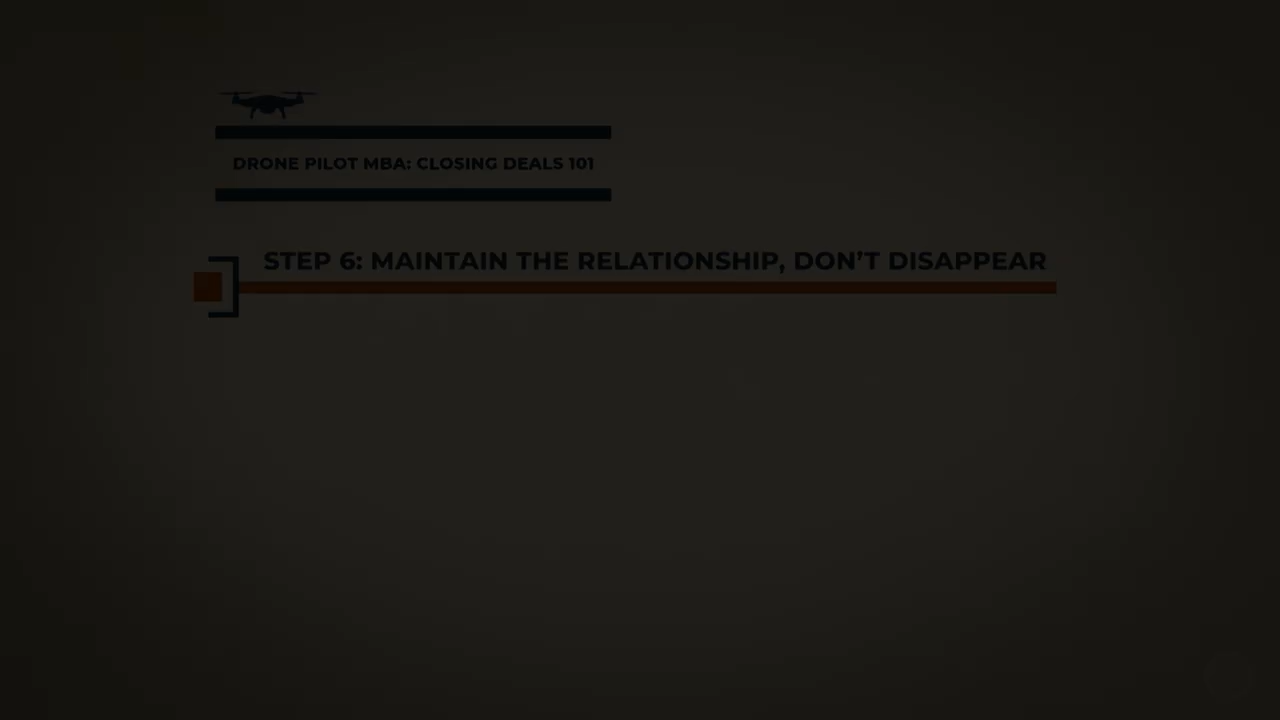 DRONE PILOT MBA: CLOSING DEALS 101
STEP 6: MAINTAIN THE RELATIONSHIP, DON’T DISAPPEAR